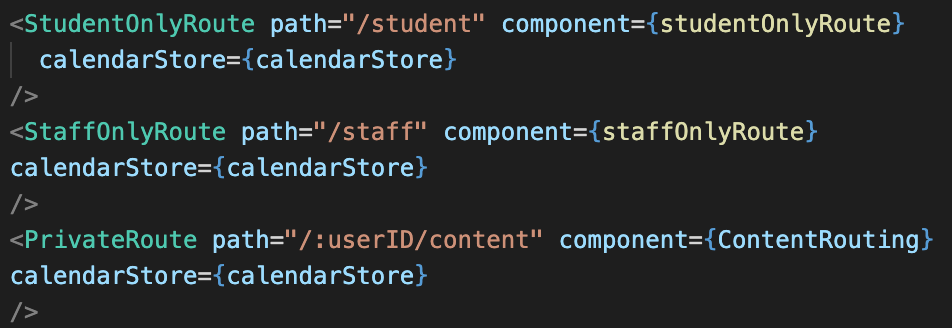 <StudentOnlyRoute path="/student" component={studentOnlyRoute}
calendarStore={calendarStore}
/>
<StaffOnlyRoute path="/staff" component={staffOnlyRoute}
calendarStore={calendarStore}
/>
<PrivateRoute path="/:userID/content" component={ContentRouting}
calendarStore={calendarStore}
/>